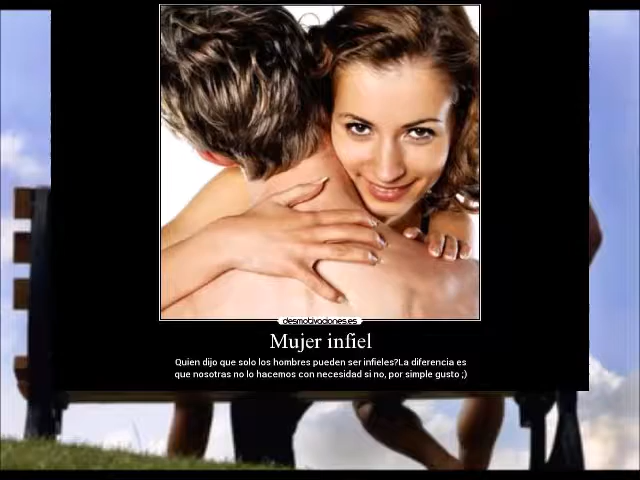 desmotivaciones.es
Mujer infiel
Quien dijo que solo los hombres pueden ser infieles?La diferencia es
que nosotras no lo hacemos con necesidad si no, por simple gusto ;)